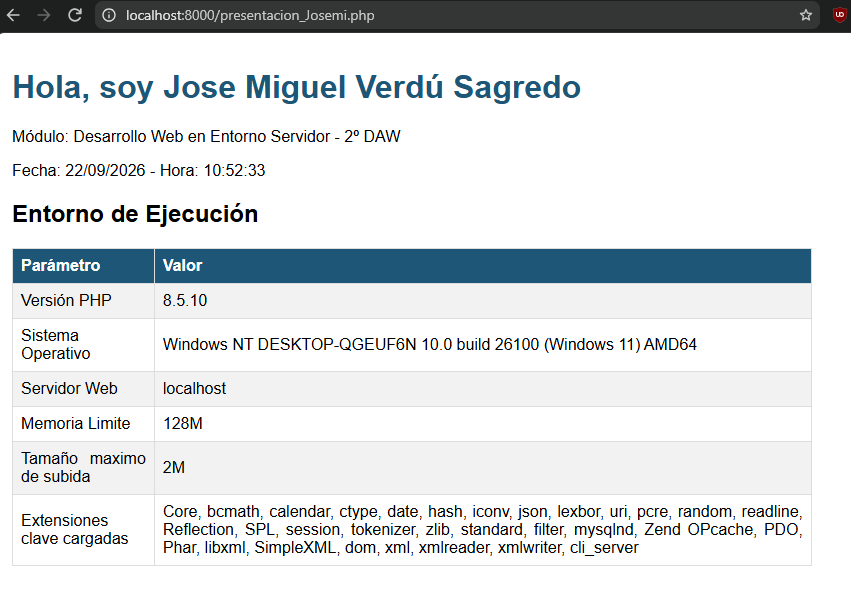 localhost:8000/presentacion_Josemi.php
Hola, soy Jose Miguel Verdú Sagredo
Módulo: Desarrollo Web en Entorno Servidor - 2º DAW
Fecha: 22/09/2026 - Hora: 10:52:33
Entorno de Ejecución
Parámetro Valor
Versión PHP 8.5.10
Sistema
Operativo
Windows NT DESKTOP-QGEUF6N 10.0 build 26100 (Windows 11) AMD64
Servidor Web localhost
Memoria Limite 128M
Tamaño maximo
de subida
2M
Extensiones
clave cargadas
Core, bcmath, calendar, ctype, date, hash, iconv, json, lexbor, uri, pcre, random, readline,
Reflection, SPL, session, tokenizer, zlib, standard, filter, mysqlnd, Zend OPcache, PDO,
Phar, libxml, SimpleXML, dom, xml, xmlreader, xmlwriter, cli_server